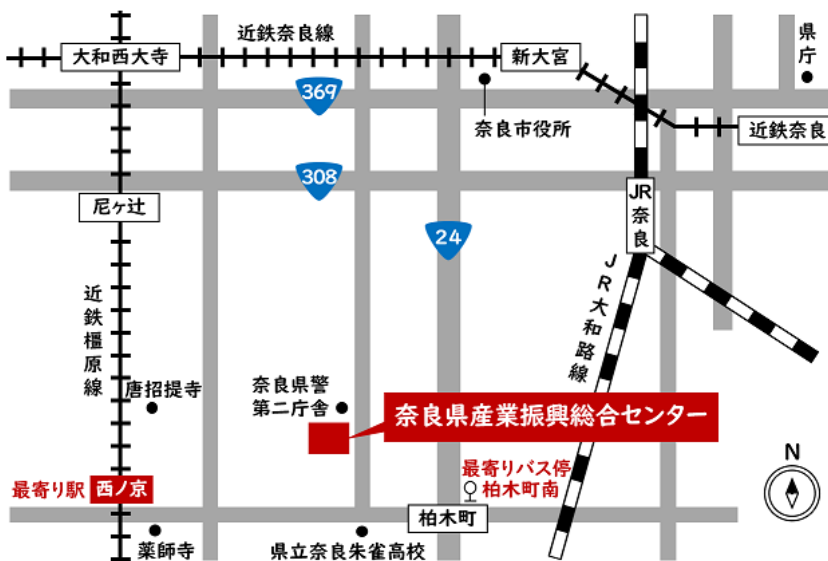 近鉄奈良線
県庁
大和西大寺
新大宮
369
奈良市役所
近鉄奈良
308
尼ヶ辻
JR奈良
24
JR大和路線
近鉄橿原線
唐招提寺
奈良県警
第二庁舎
奈良県産業振興総合センター
最寄りバス停
柏木町南
最寄り駅 西ノ京
柏木町
N
薬師寺
県立奈良朱雀高校